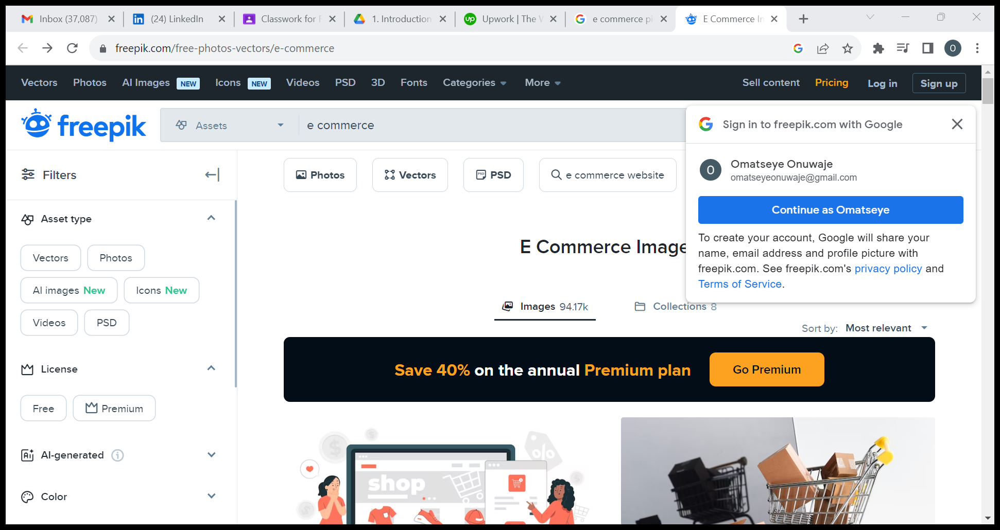 Inbox (37,087)
(24) LinkedIn
Classwork for F
1. Introduction
Upwork | The W
e commerce pi
E Commerce Im
freepik.com/free-photos-vectors/e-commerce
O
Vectors Photos AI Images NEW Icons NEW Videos PSD 3D Fonts Categories More Sell content Pricing Log in Sign up
freepik
Assets
e commerce
Sign in to freepik.com with Google
O
Omatseye Onuwaje
omatseyeonuwaje@gmail.com
Continue as Omatseye
To create your account, Google will share your
name, email address and profile picture with
freepik.com. See freepik.com's privacy policy and
Terms of Service.
Filters
Photos
Vectors
PSD
e commerce website
Asset type
Vectors
Photos
AI images New
Icons New
Videos
PSD
License
Free
Premium
AI-generated
Color
E Commerce Image
Images 94.17k
Collections 8
Sort by: Most relevant
Save 40% on the annual Premium plan
Go Premium
shop
%